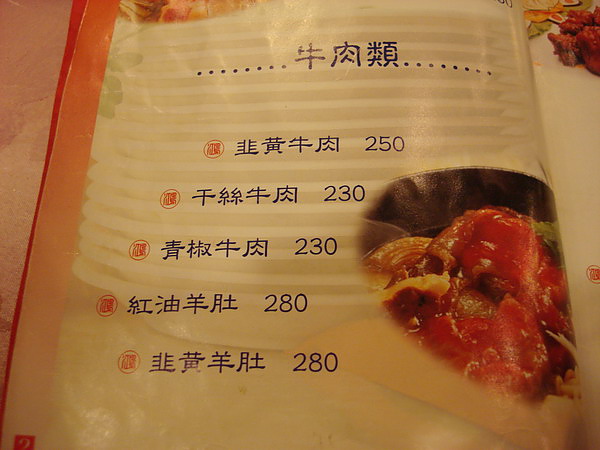 牛肉類
韭黃牛肉 250
干絲牛肉 230
青椒牛肉 230
紅油羊肚 280
韭黃羊肚 280
2